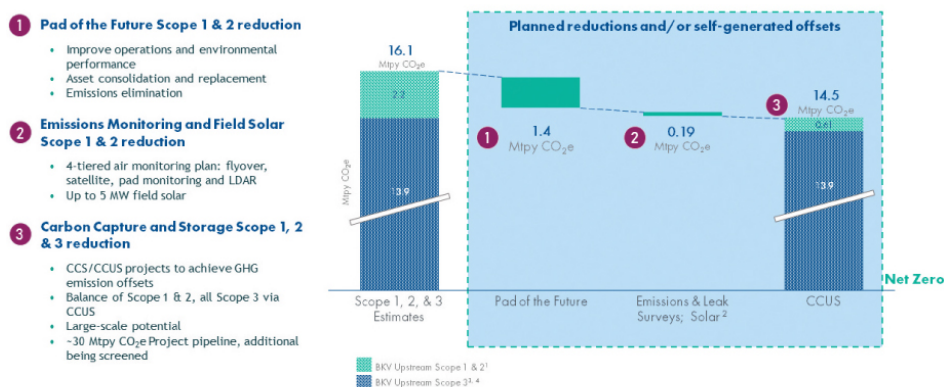 1 Pad of the Future Scope 1 & 2 reduction
• Improve operations and environmental
performance
• Asset consolidation and replacement
• Emissions elimination
2 Emissions Monitoring and Field Solar
Scope 1 & 2 reduction
• 4-tiered air monitoring plan: flyover,
satellite, pad monitoring and LDAR
• Up to 5 MW field solar
3 Carbon Capture and Storage Scope 1, 2
& 3 reduction
• CCS/CCUS projects to achieve GHG
emission offsets
• Balance of Scope 1 & 2, all Scope 3 via
CCUS
• Large-scale potential
• ~30 Mtpy CO2e Project pipeline, additional
being screened
Planned reductions and/or self-generated offsets
16.1
Mtpy CO2e
2.2
13.9
Mtpy CO2e
1
1.4
Mtpy CO2e
2
0.19
Mtpy CO2e
3
14.5
Mtpy CO2e
0.61
13.9
Net Zero
Scope 1, 2, & 3
Estimates
Pad of the Future
Emissions & Leak
Surveys; Solar2
CCUS
BKV Upstream Scope 1 & 21
BKV Upstream Scope 33, 4